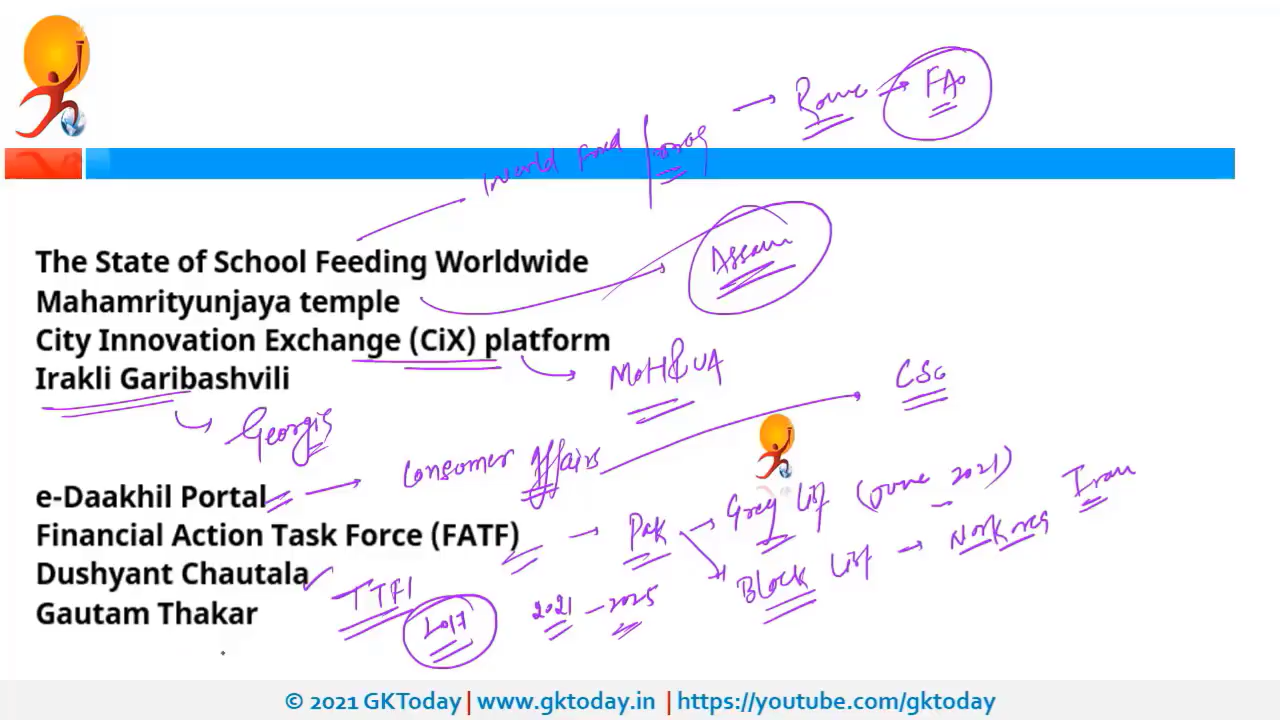 World Food Prog → Rome → FAO
The State of School Feeding Worldwide
Mahamrityunjaya temple → Assam
City Innovation Exchange (CiX) platform → MoH&UA
Irakli Garibashvili → Georgia
e-Daakhil Portal → Consumer affairs → CSC
Financial Action Task Force (FATF) → Pak → Grey list (June 2021)
Black List → North Iran
Dushyant Chautala TTFI 2017 2021 - 2025
Gautam Thakar
© 2021 GKToday | www.gktoday.in | https://youtube.com/gktoday